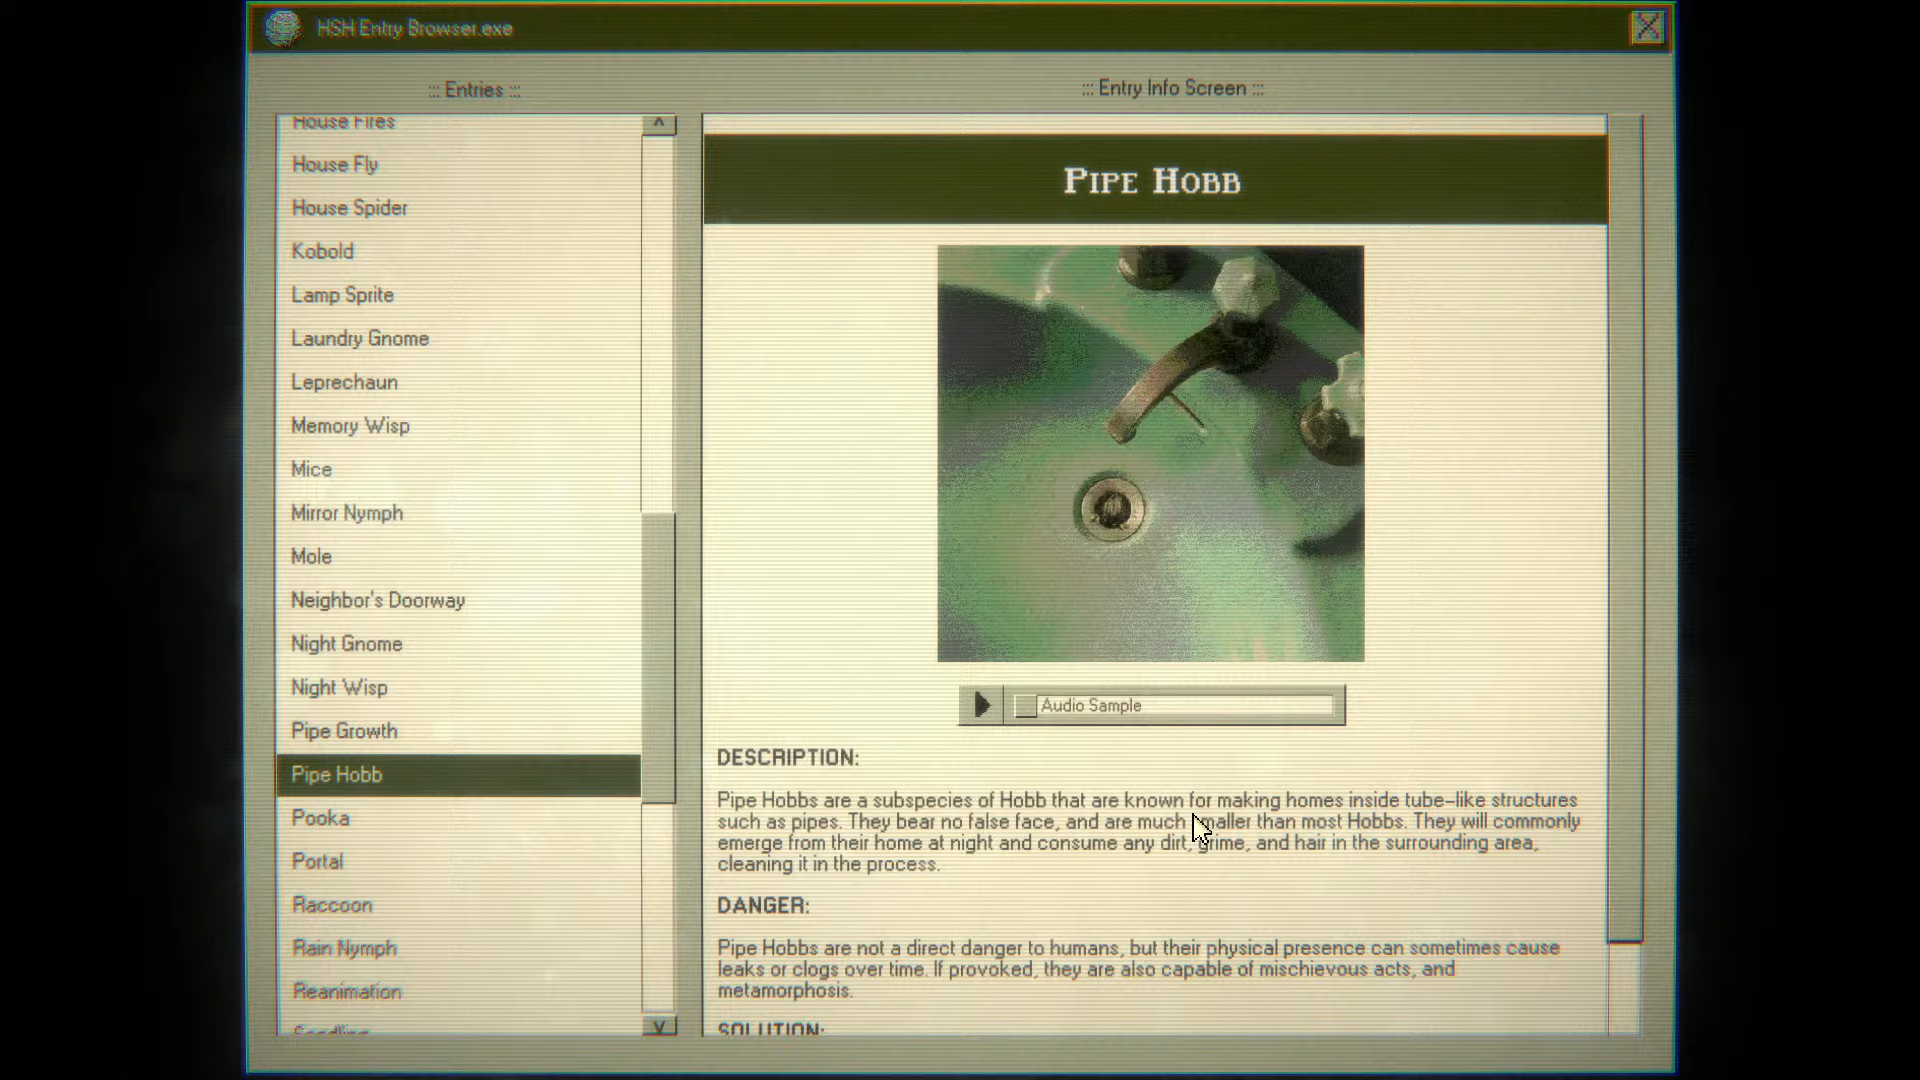 HSH Entry Browser.exe
::: Entries :::
House Fires
House Fly
House Spider
Kobold
Lamp Sprite
Laundry Gnome
Leprechaun
Memory Wisp
Mice
Mirror Nymph
Mole
Neighbor's Doorway
Night Gnome
Night Wisp
Pipe Growth
Pipe Hobb
Pooka
Portal
Raccoon
Rain Nymph
Reanimation
Seedling
::: Entry Info Screen :::
Pipe Hobb
Audio Sample
DESCRIPTION:
Pipe Hobbs are a subspecies of Hobb that are known for making homes inside tube-like structures
such as pipes. They bear no false face, and are much smaller than most Hobbs. They will commonly
emerge from their home at night and consume any dirt, grime, and hair in the surrounding area,
cleaning it in the process.
DANGER:
Pipe Hobbs are not a direct danger to humans, but their physical presence can sometimes cause
leaks or clogs over time. If provoked, they are also capable of mischievous acts, and
metamorphosis.
SOLUTION: